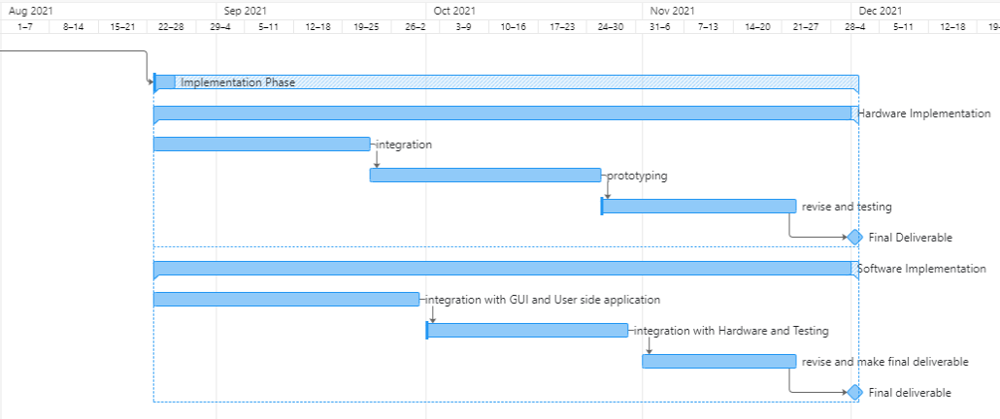 Aug 2021 Sep 2021 Oct 2021 Nov 2021 Dec 2021
1–7 8–14 15–21 22–28 29–4 5–11 12–18 19–25 26–2 3–9 10–16 17–23 24–30 31–6 7–13 14–20 21–27 28–4 5–11 12–18 19–
Implementation Phase
Hardware Implementation
integration
prototyping
revise and testing
Final Deliverable
Software Implementation
integration with GUI and User side application
integration with Hardware and Testing
revise and make final deliverable
Final deliverable